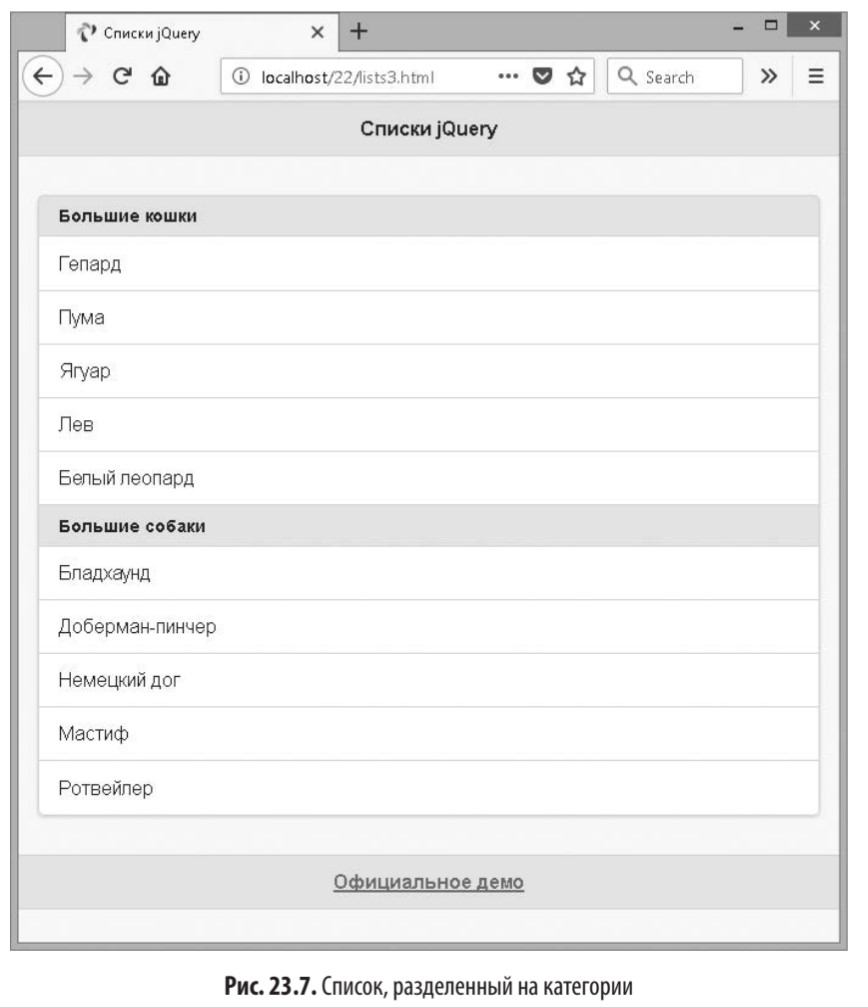 Списки jQuery
localhost/22/lists3.html
Search
Списки jQuery
Большие кошки
Гепард
Пума
Ягуар
Лев
Белый леопард
Большие собаки
Бладхаунд
Доберман-пинчер
Немецкий дог
Мастиф
Ротвейлер
Официальное демо
Рис. 23.7. Список, разделенный на категории